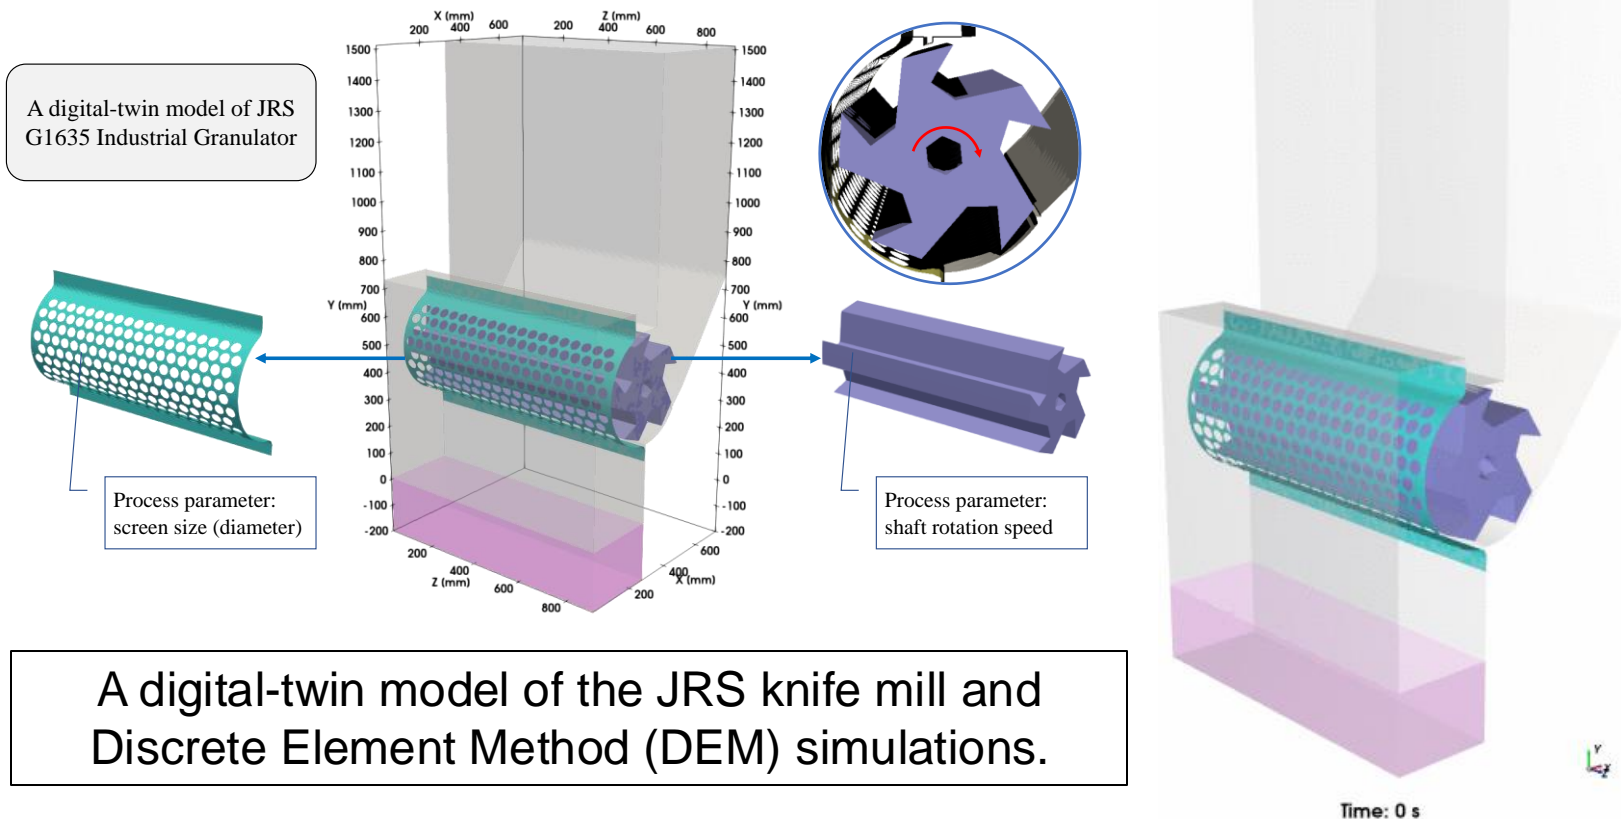 A digital-twin model of JRS
G1635 Industrial Granulator
X (mm)
200
400
600
Z (mm)
200
400
600
800
1500
1400
1300
1200
1100
1000
900
800
700
Y (mm)
600
500
400
300
200
100
0
-100
-200
1500
1400
1300
1200
1100
1000
900
800
700
Y (mm)
600
500
400
300
200
100
0
-100
-200
200
400
Z (mm)
600
800
600
400
X (mm)
200
Process parameter:
screen size (diameter)
Process parameter:
shaft rotation speed
A digital-twin model of the JRS knife mill and
Discrete Element Method (DEM) simulations.
Y
X
Z
Time: 0 s